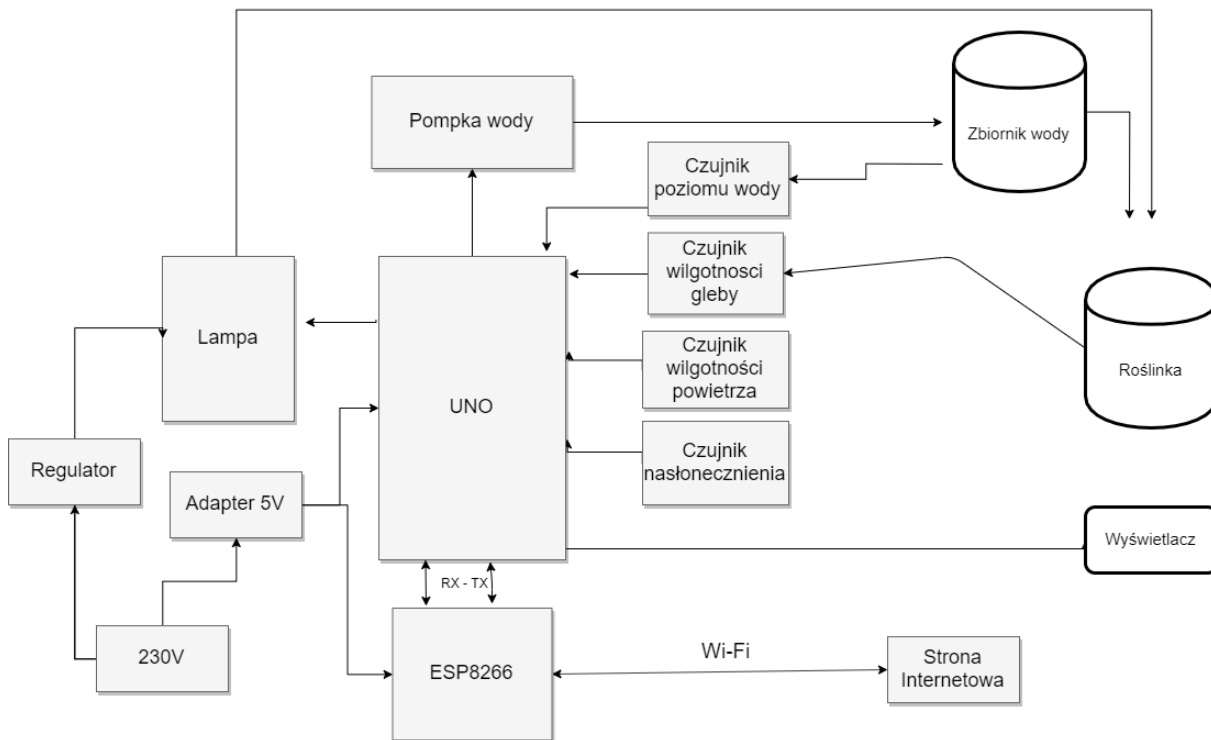 Pompka wody
Zbiornik wody
Czujnik
poziomu wody
Czujnik
wilgotnosci
gleby
Lampa
Czujnik
wilgotności
powietrza
Roślinka
UNO
Regulator
Czujnik
nasłonecznienia
Adapter 5V
Wyświetlacz
RX - TX
230V
ESP8266
Wi-Fi
Strona
Internetowa